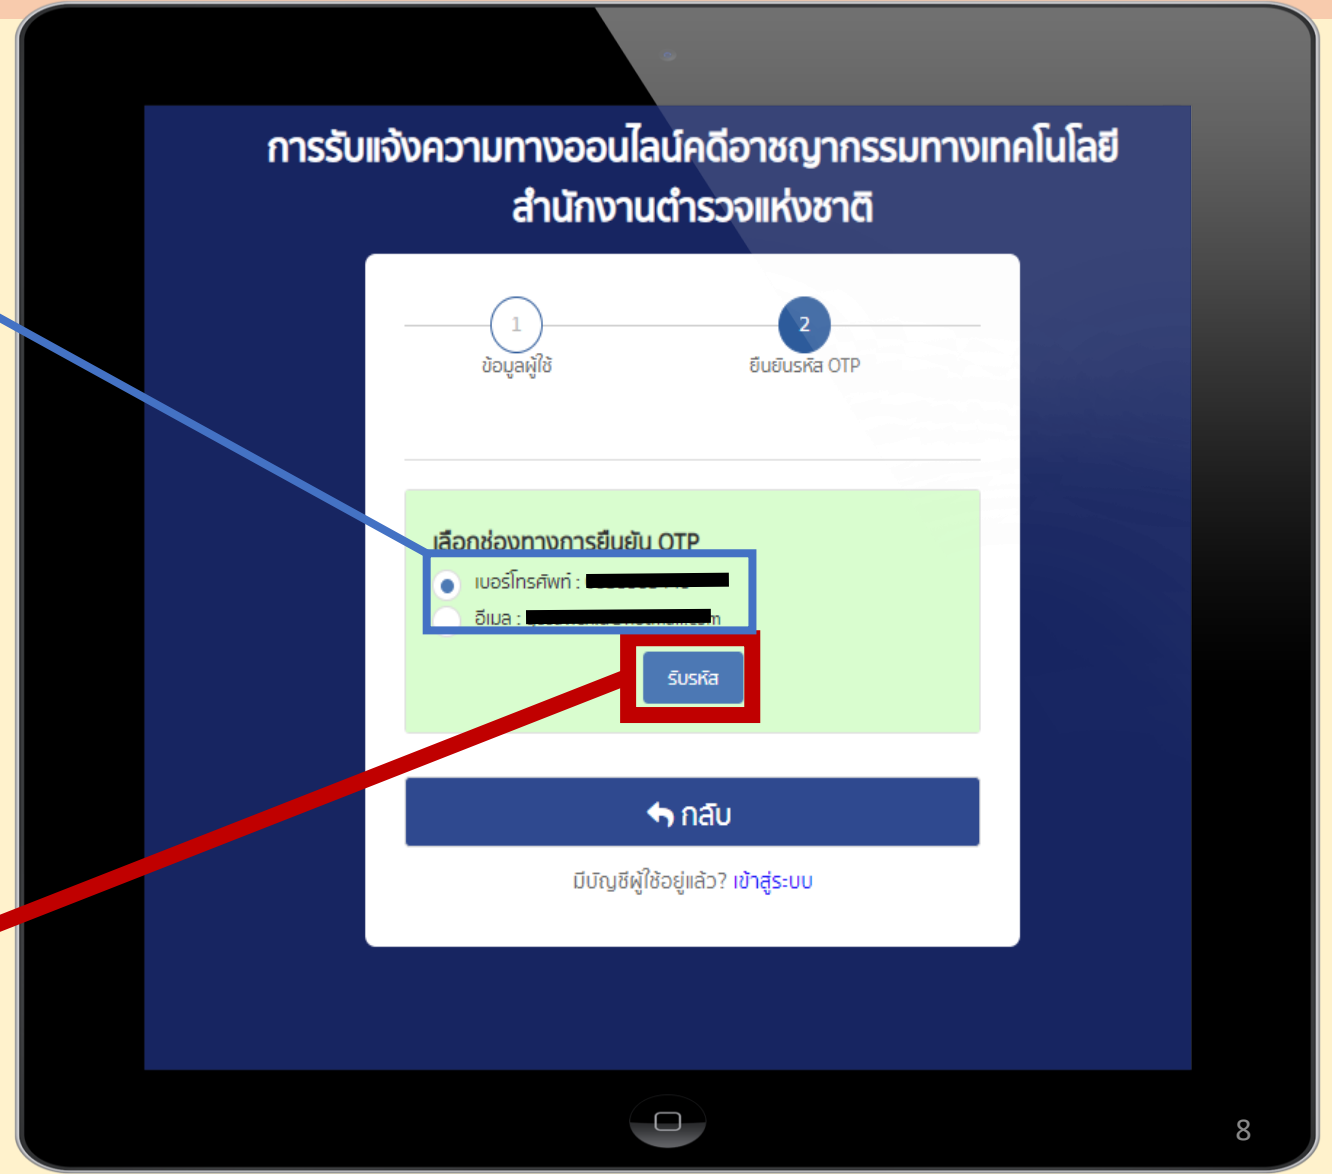 การรับแจ้งความทางออนไลน์คดีอาชญากรรมทางเทคโนโลยี
สำนักงานตำรวจแห่งชาติ
1
2
ข้อมูลผู้ใช้
ยืนยันรหัส OTP
เลือกช่องทางการยืนยัน OTP
เบอร์โทรศัพท์ :
อีเมล :
รับรหัส
กลับ
มีบัญชีผู้ใช้อยู่แล้ว? เข้าสู่ระบบ
8